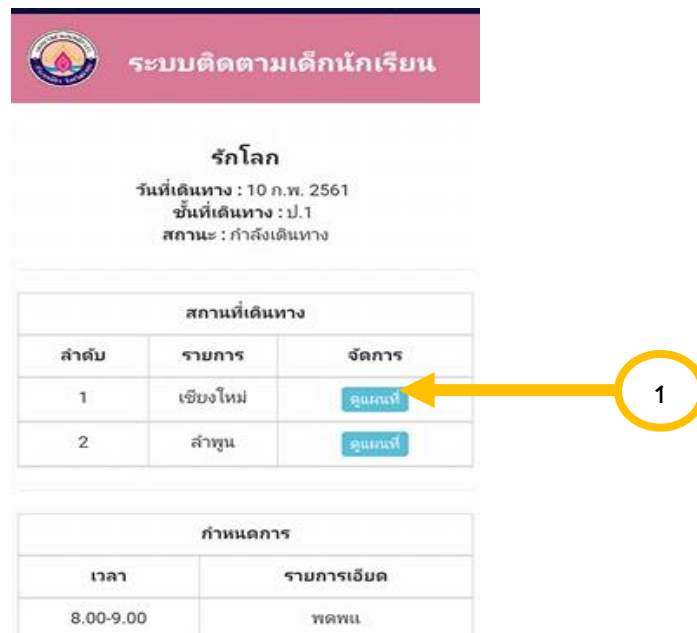 ระบบติดตามเด็กนักเรียน
รักโลก
วันที่เดินทาง : 10 ก.พ. 2561
ชั้นที่เดินทาง : ป.1
สถานะ : กำลังเดินทาง
สถานที่เดินทาง
ลำดับ รายการ จัดการ
1 เชียงใหม่ ดูแผนที่
1
2 ลำพูน ดูแผนที่
กำหนดการ
เวลา รายการเอียด
8.00-9.00 พดพแ